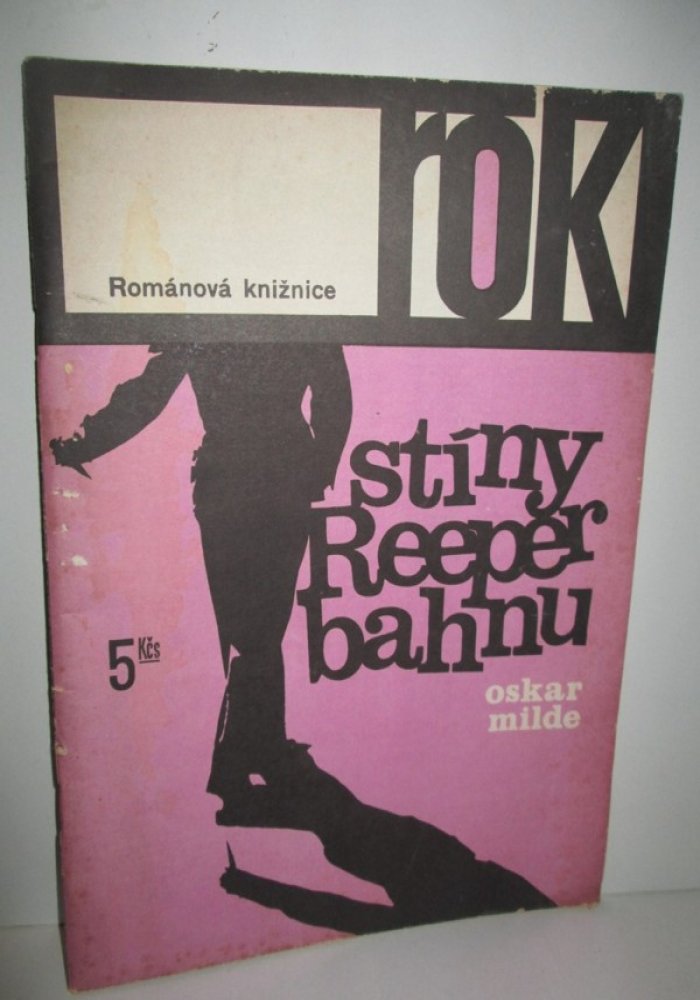 rok
Románová knižnice
stíny
Reeper
bahnu
5 Kčs
oskar
milde